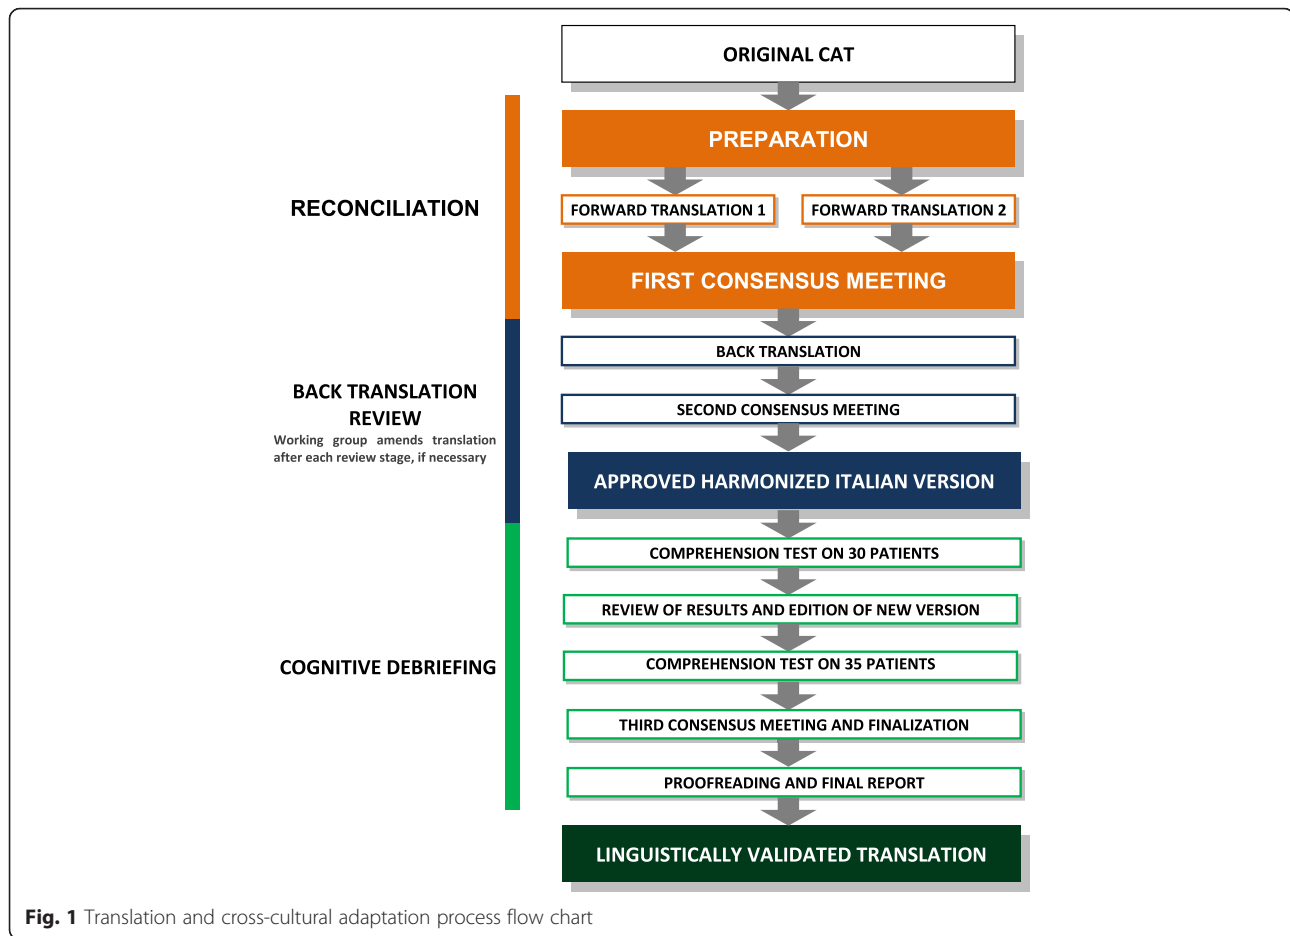 ORIGINAL CAT
PREPARATION
RECONCILIATION
FORWARD TRANSLATION 1
FORWARD TRANSLATION 2
FIRST CONSENSUS MEETING
BACK TRANSLATION
BACK TRANSLATION
REVIEW
Working group amends translation
after each review stage, if necessary
SECOND CONSENSUS MEETING
APPROVED HARMONIZED ITALIAN VERSION
COMPREHENSION TEST ON 30 PATIENTS
REVIEW OF RESULTS AND EDITION OF NEW VERSION
COGNITIVE DEBRIEFING
COMPREHENSION TEST ON 35 PATIENTS
THIRD CONSENSUS MEETING AND FINALIZATION
PROOFREADING AND FINAL REPORT
LINGUISTICALLY VALIDATED TRANSLATION
Fig. 1 Translation and cross-cultural adaptation process flow chart